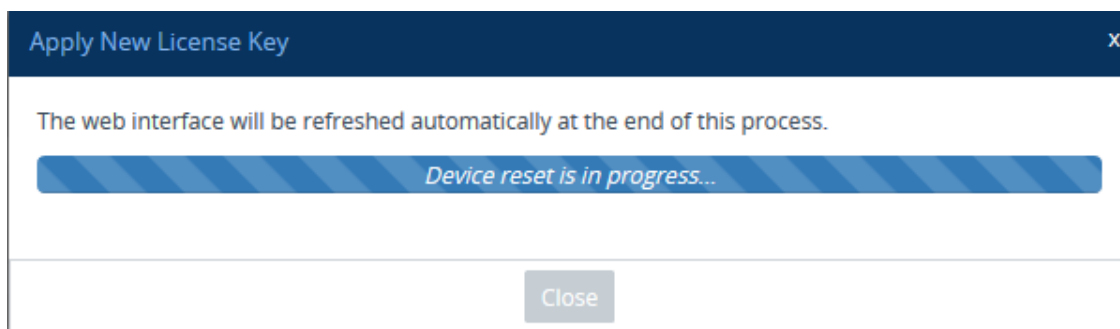 Apply New License Key
x
The web interface will be refreshed automatically at the end of this process.
Device reset is in progress...
Close